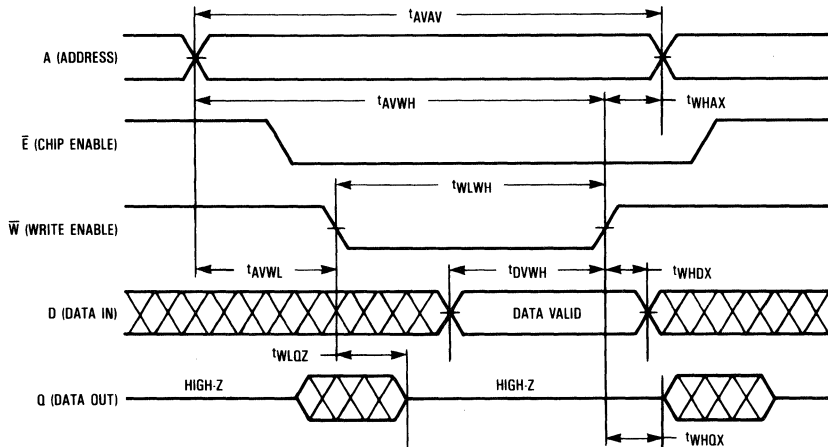 tAVAV
A (ADDRESS)
tAVWH
tWHAX
E (CHIP ENABLE)
tWLWH
W (WRITE ENABLE)
tAVWL
tDVWH
tWHDX
D (DATA IN)
DATA VALID
tWLQZ
HIGH-Z
HIGH-Z
Q (DATA OUT)
tWHQX